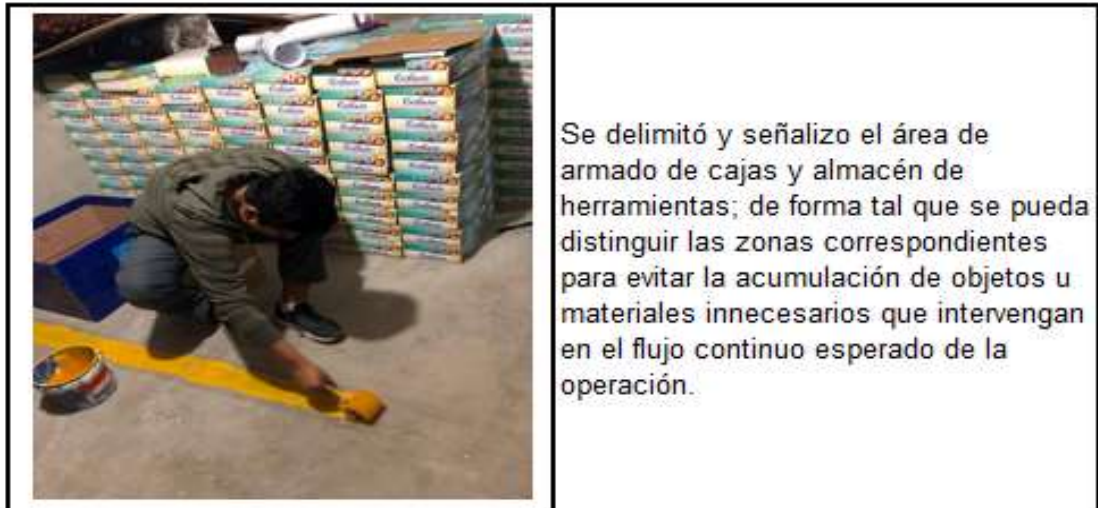 Se delimitó y señalizo el área de
armado de cajas y almacén de
herramientas; de forma tal que se pueda
distinguir las zonas correspondientes
para evitar la acumulación de objetos u
materiales innecesarios que intervengan
en el flujo continuo esperado de la
operación.